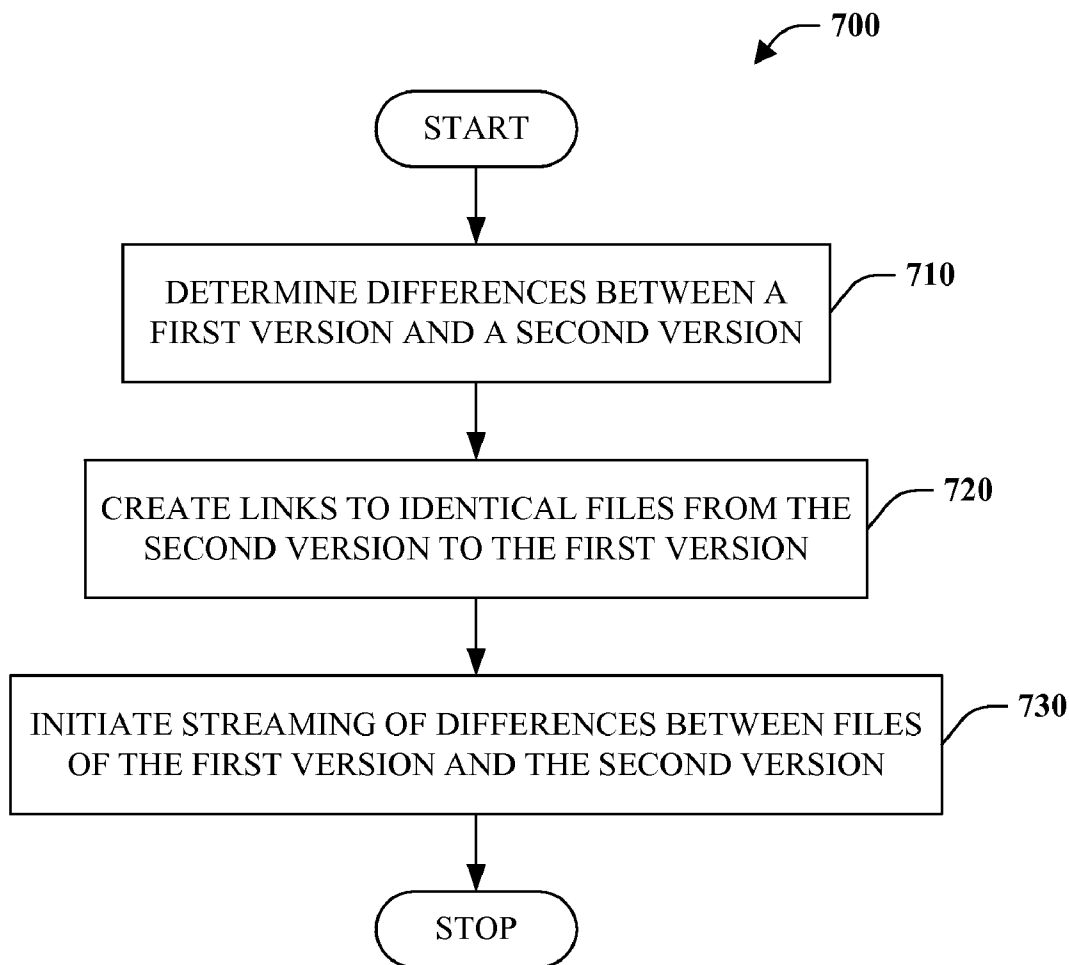 700
START
DETERMINE DIFFERENCES BETWEEN A
FIRST VERSION AND A SECOND VERSION
710
CREATE LINKS TO IDENTICAL FILES FROM THE
SECOND VERSION TO THE FIRST VERSION
720
INITIATE STREAMING OF DIFFERENCES BETWEEN FILES
OF THE FIRST VERSION AND THE SECOND VERSION
730
STOP